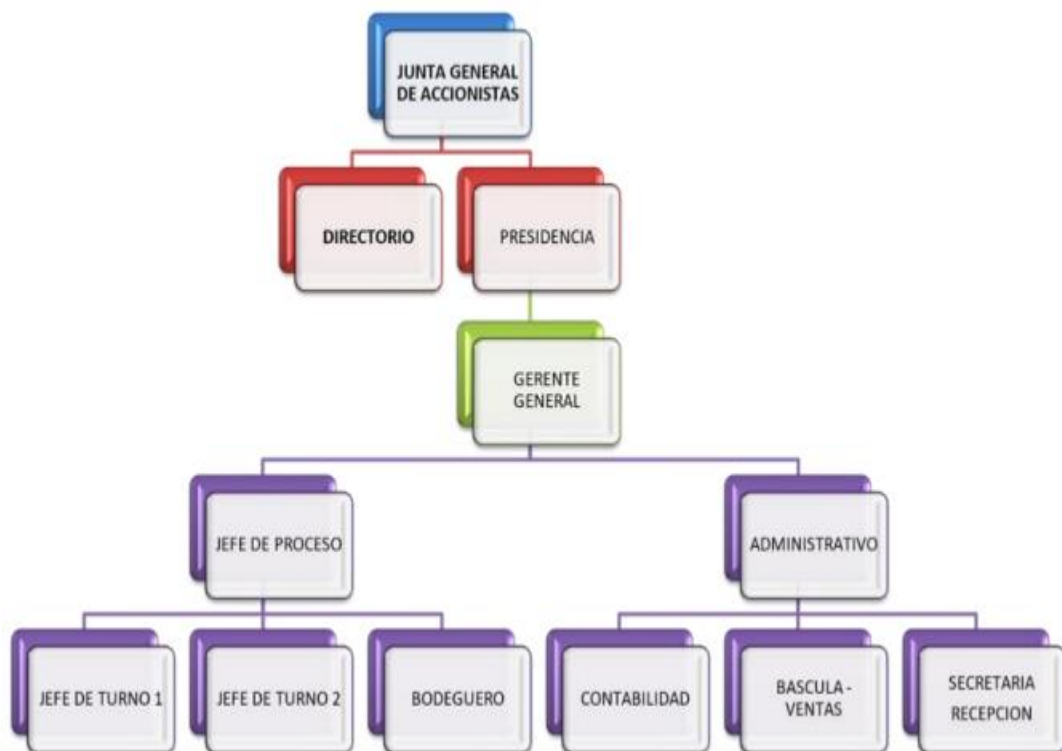 JUNTA GENERAL
DE ACCIONISTAS
DIRECTORIO
PRESIDENCIA
GERENTE
GENERAL
JEFE DE PROCESO
ADMINISTRATIVO
JEFE DE TURNO 1
JEFE DE TURNO 2
BODEGUERO
CONTABILIDAD
BASCULA -
VENTAS
SECRETARIA
RECEPCION